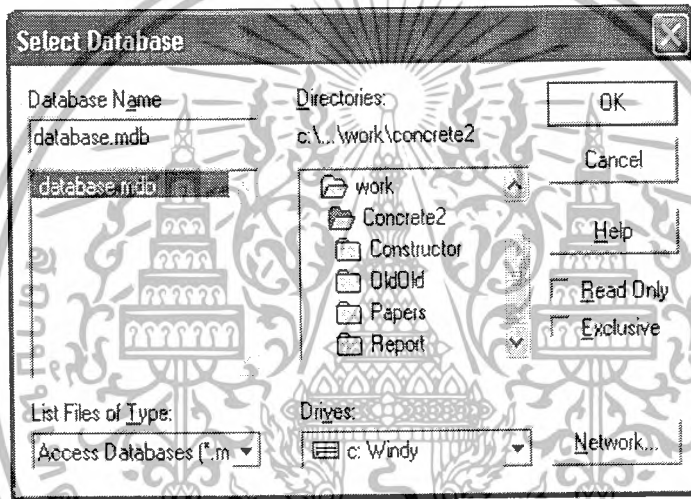 Select Database
Database Name
database.mdb
database.mdb
List Files of Type:
Access Databases (*.m
Directories:
c:\...\work\concrete2
work
Concrete2
Constructor
OldOld
Papers
Report
Drives:
c: Windy
OK
Cancel
Help
Read Only
Exclusive
Network...